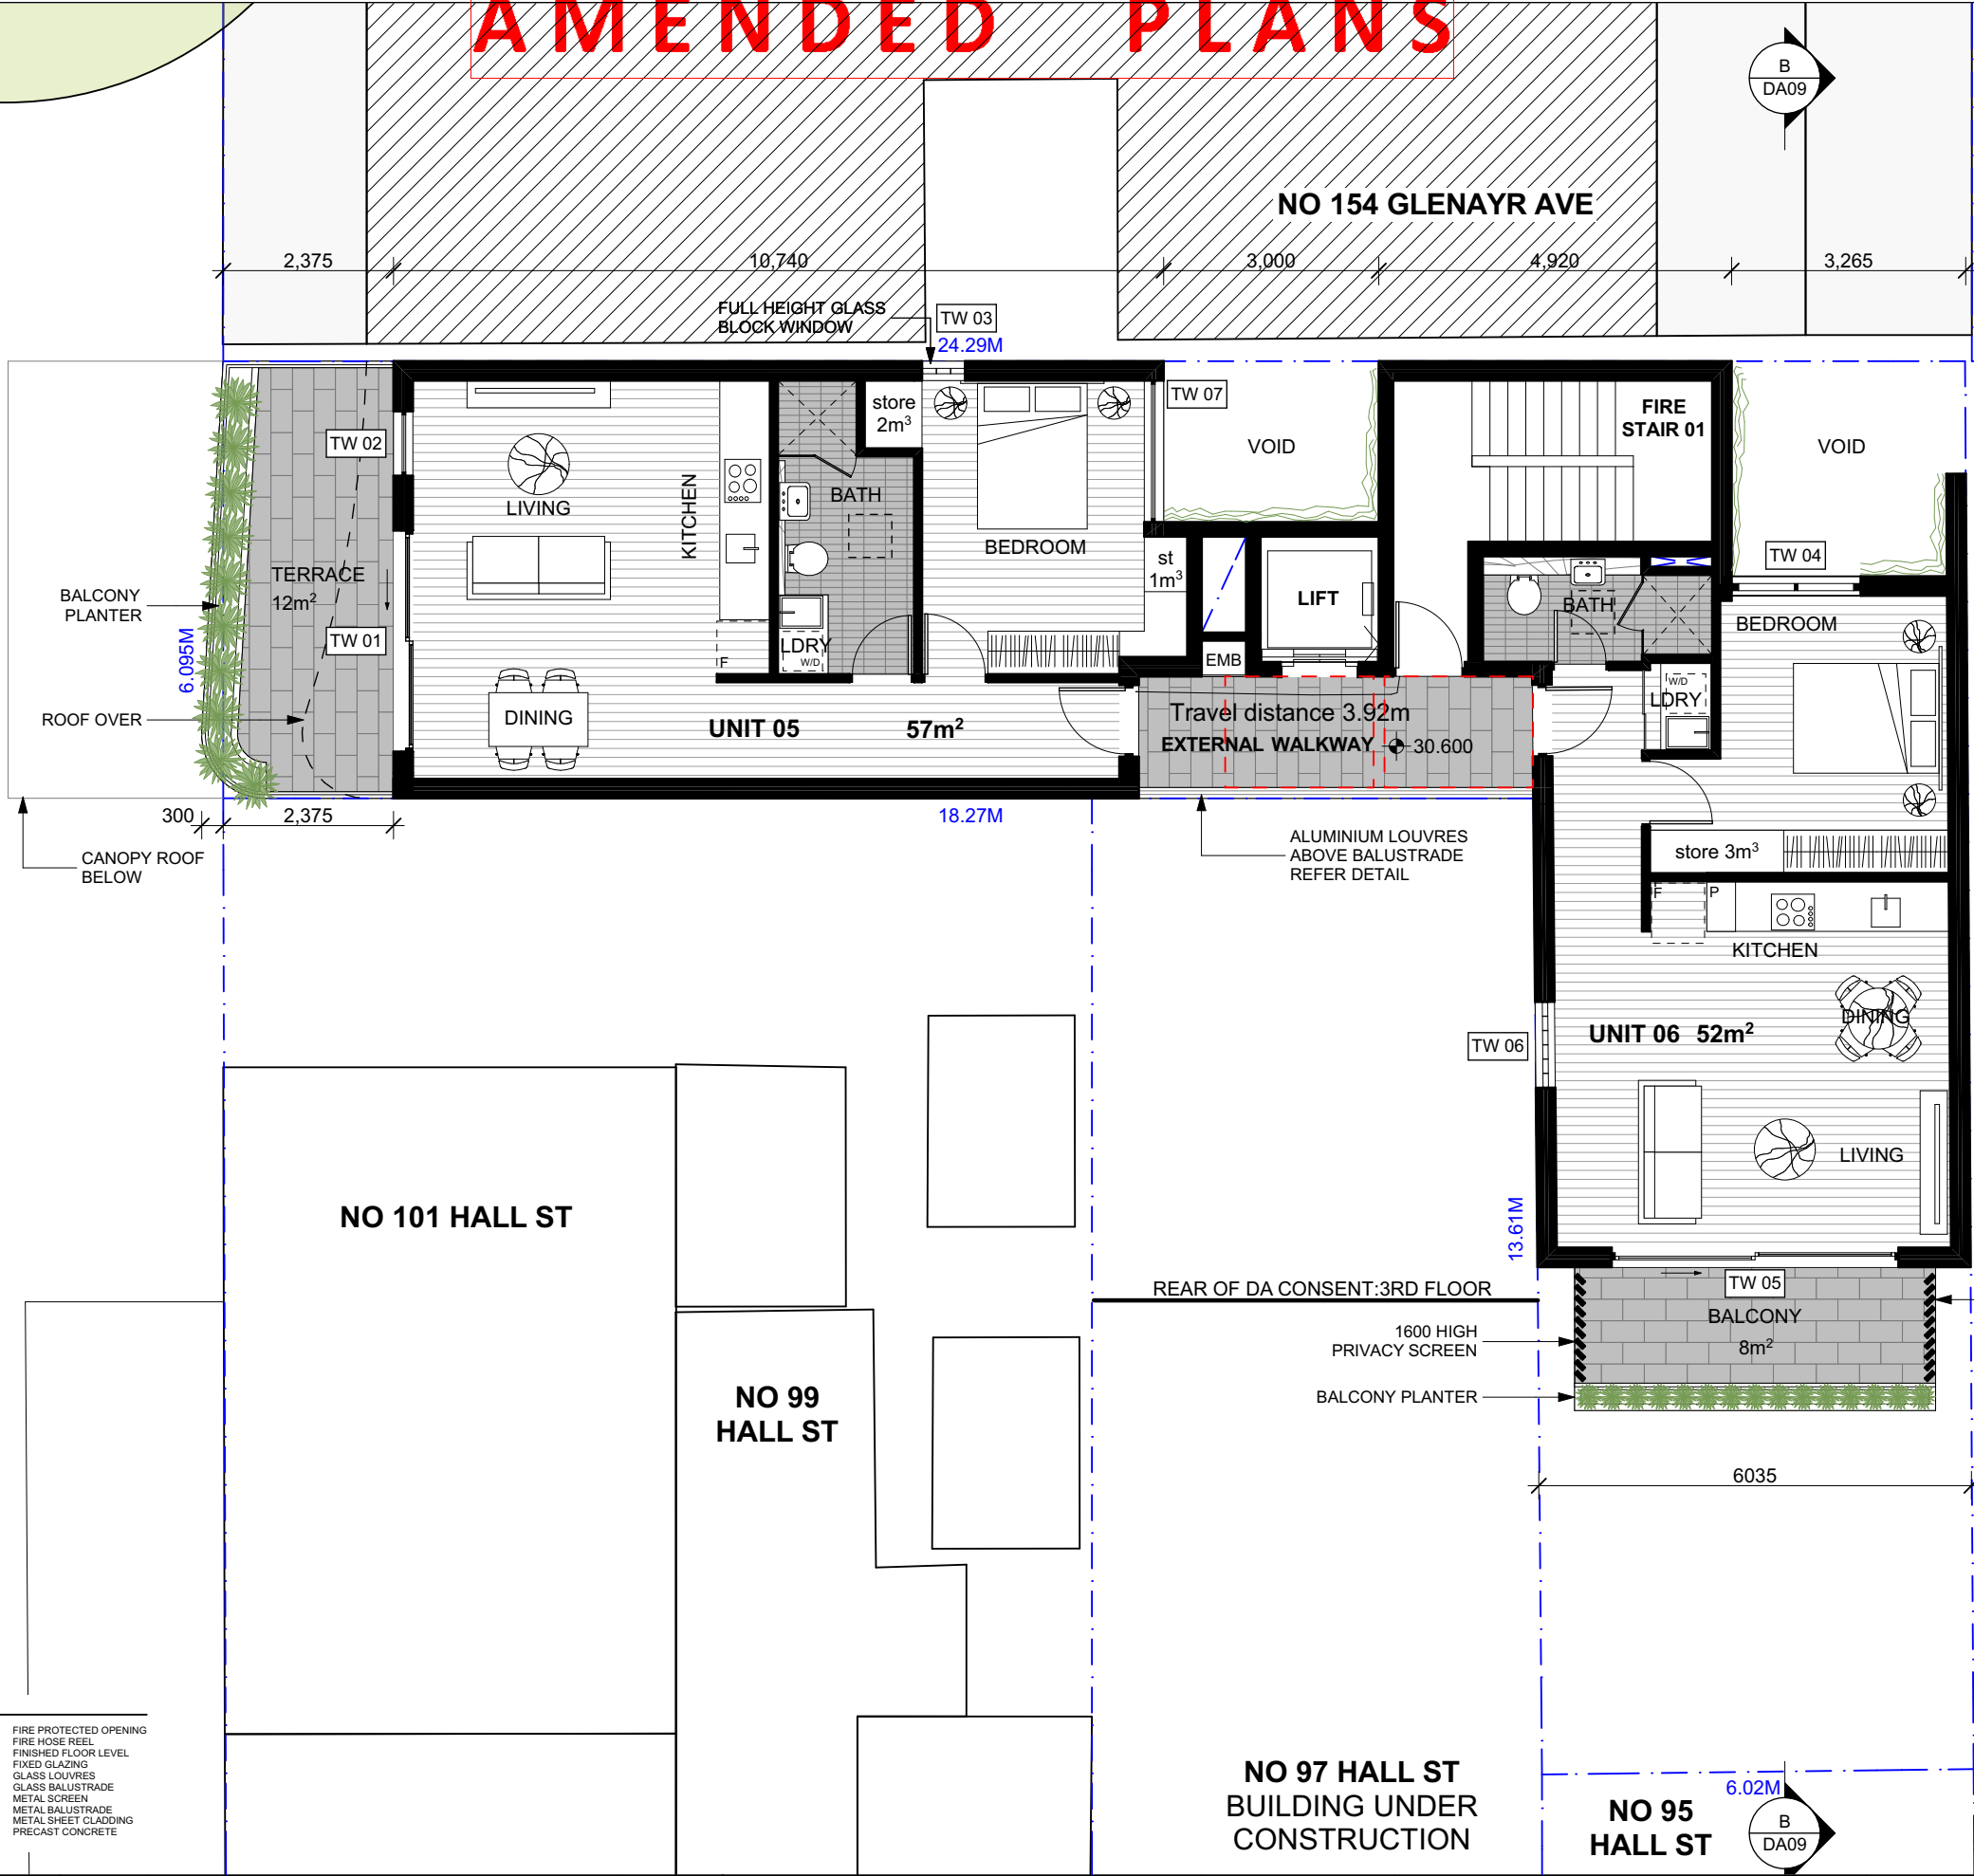 AMENDED PLANS
B
DA09
NO 154 GLENAYR AVE
2,375
10,740
3,000
4,920
3,265
FULL HEIGHT GLASS
BLOCK WINDOW
TW 03
24.29M
TW 02
LIVING
KITCHEN
BATH
store
2m³
BEDROOM
TW 07
VOID
FIRE
STAIR 01
VOID
TW 04
st
1m³
LIFT
BATH
BEDROOM
BALCONY
PLANTER
TERRACE
12m²
TW 01
6.095M
ROOF OVER
F
LDRY
W/D
EMB
W/D
LDRY
DINING
UNIT 05 57m²
Travel distance 3.92m
EXTERNAL WALKWAY
30.600
300
2,375
18.27M
CANOPY ROOF
BELOW
ALUMINIUM LOUVRES
ABOVE BALUSTRADE
REFER DETAIL
store 3m³
F
P
KITCHEN
DINING
UNIT 06 52m²
TW 06
LIVING
13.61M
NO 101 HALL ST
REAR OF DA CONSENT:3RD FLOOR
TW 05
BALCONY
8m²
1600 HIGH
PRIVACY SCREEN
BALCONY PLANTER
NO 99
HALL ST
6035
FIRE PROTECTED OPENING
FIRE HOSE REEL
FINISHED FLOOR LEVEL
FIXED GLAZING
GLASS LOUVRES
GLASS BALUSTRADE
METAL SCREEN
METAL BALUSTRADE
METAL SHEET CLADDING
PRECAST CONCRETE
NO 97 HALL ST
BUILDING UNDER
CONSTRUCTION
6.02M
NO 95
HALL ST
B
DA09